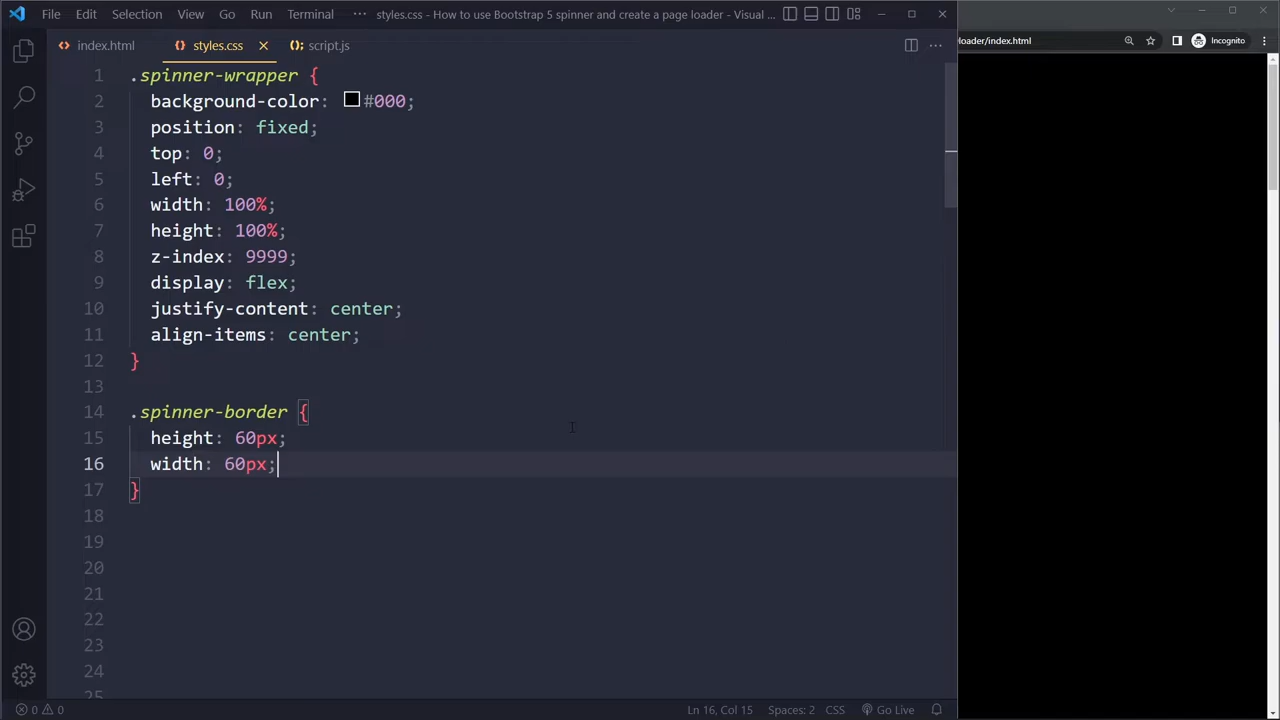 File Edit Selection View Go Run Terminal ··· styles.css - How to use Bootstrap 5 spinner and create a page loader - Visual ...
index.html styles.css script.js
loader/index.html Incognito
1 .spinner-wrapper {
2 background-color: #000;
3 position: fixed;
4 top: 0;
5 left: 0;
6 width: 100%;
7 height: 100%;
8 z-index: 9999;
9 display: flex;
10 justify-content: center;
11 align-items: center;
12 }
13
14 .spinner-border {
15 height: 60px;
16 width: 60px;
17 }
18
19
20
21
22
23
24
25
0 0 Ln 16, Col 15 Spaces: 2 CSS Go Live